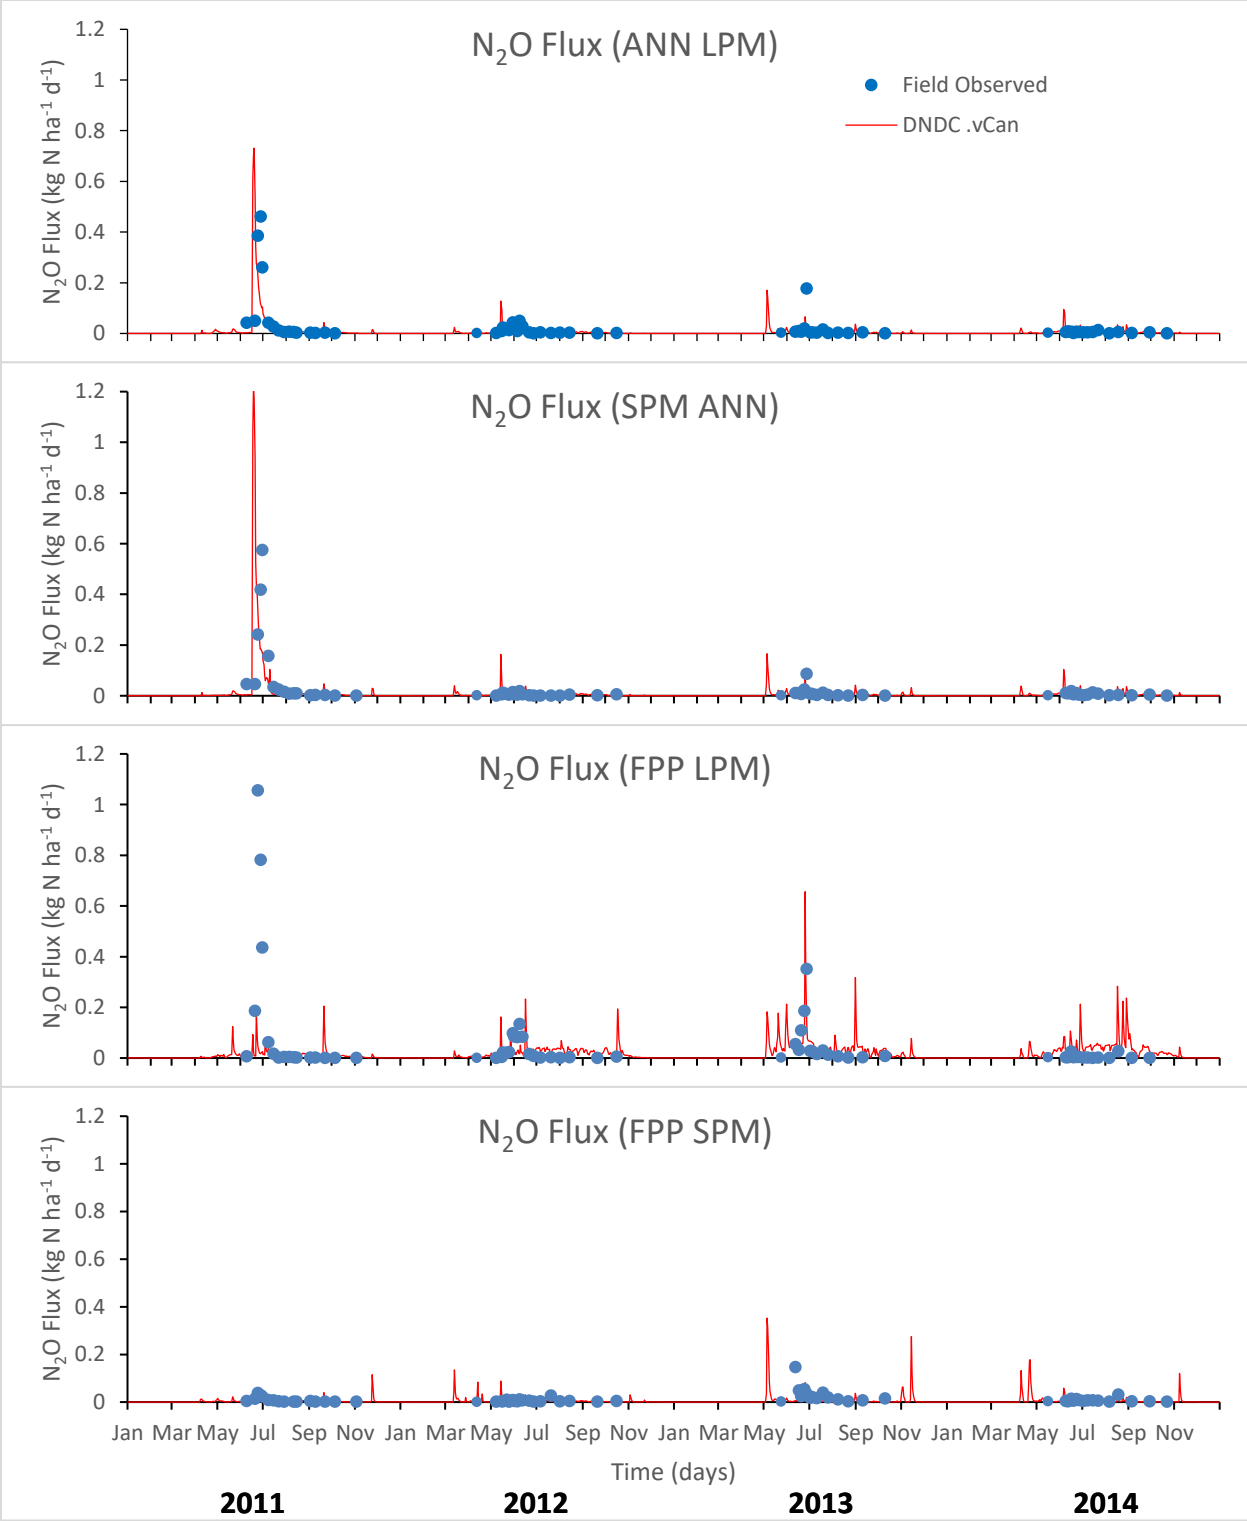 N₂O Flux (ANN LPM)
N₂O Flux (kg N ha⁻¹ d⁻¹)
1.2
1
0.8
0.6
0.4
0.2
0
Field Observed
DNDC .vCan
N₂O Flux (SPM ANN)
N₂O Flux (kg N ha⁻¹ d⁻¹)
1.2
1
0.8
0.6
0.4
0.2
0
N₂O Flux (FPP LPM)
N₂O Flux (kg N ha⁻¹ d⁻¹)
1.2
1
0.8
0.6
0.4
0.2
0
N₂O Flux (FPP SPM)
N₂O Flux (kg N ha⁻¹ d⁻¹)
1.2
1
0.8
0.6
0.4
0.2
0
Jan Mar May Jul Sep Nov Jan Mar May Jul Sep Nov Jan Mar May Jul Sep Nov Jan Mar May Jul Sep Nov
Time (days)
2011 2012 2013 2014